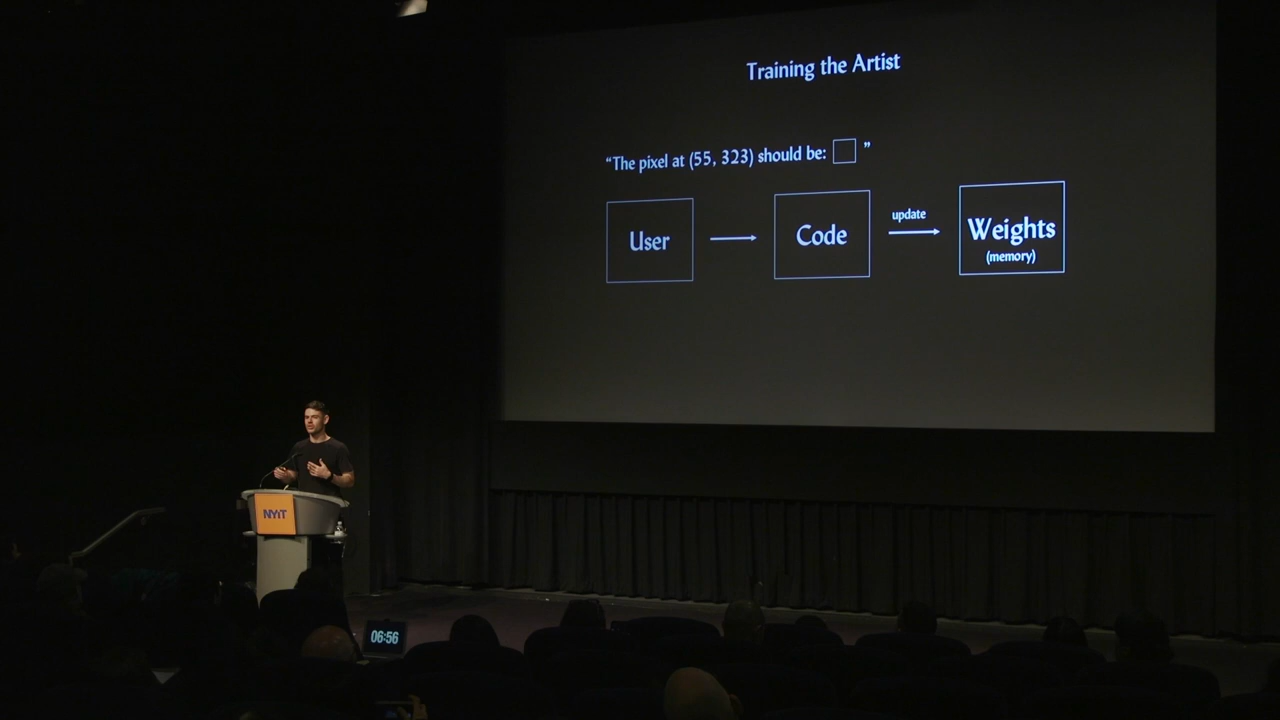 Training the Artist
“The pixel at (55, 323) should be: ”
User
Code
update
Weights
(memory)
NYIT
06:56